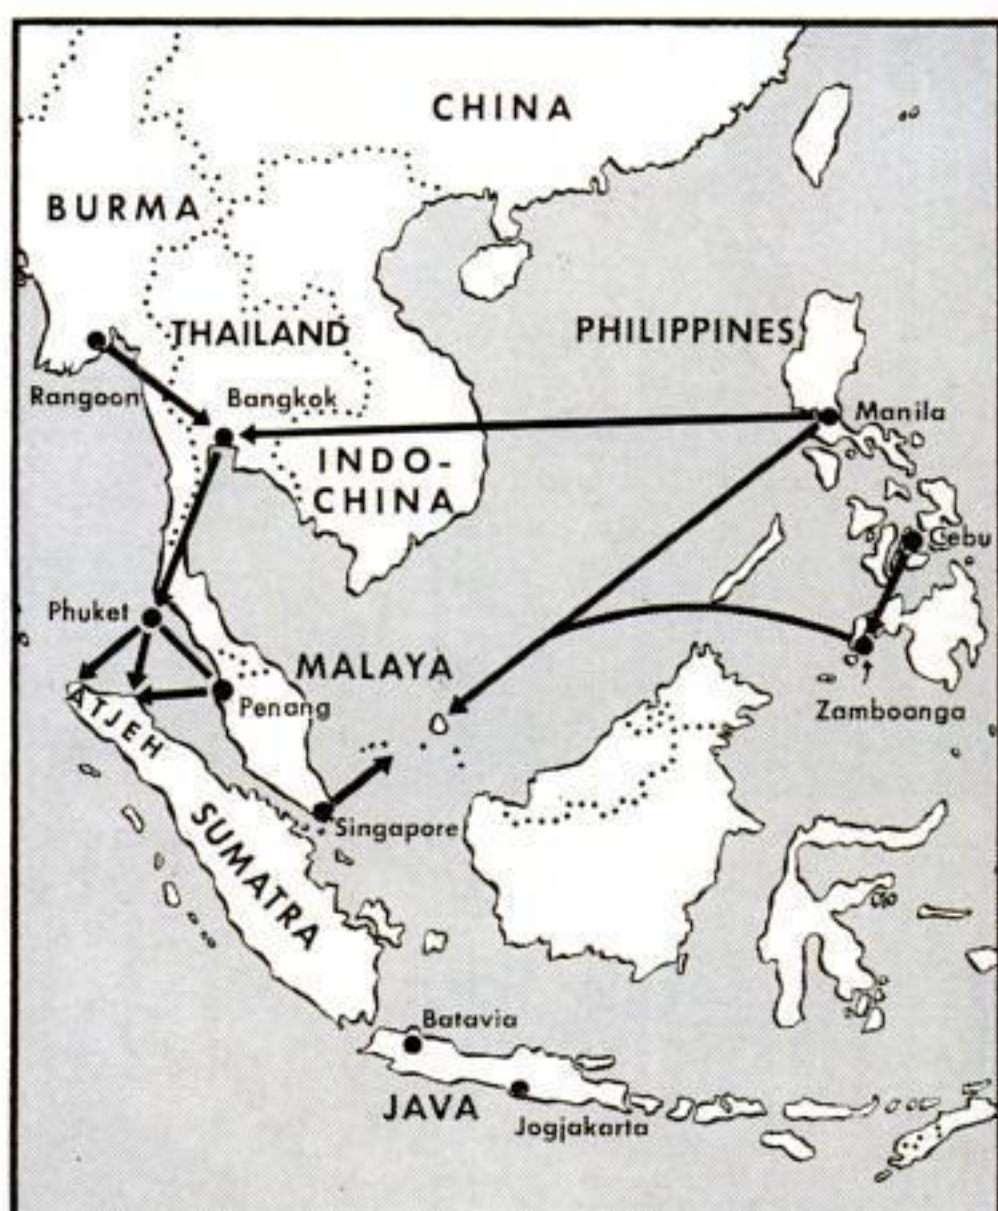 CHINA
BURMA
THAILAND
PHILIPPINES
Rangoon
Bangkok
Manila
INDO-
CHINA
Cebu
Phuket
MALAYA
Penang
Zamboanga
ATJEH
Singapore
SUMATRA
Batavia
JAVA
Jogjakarta